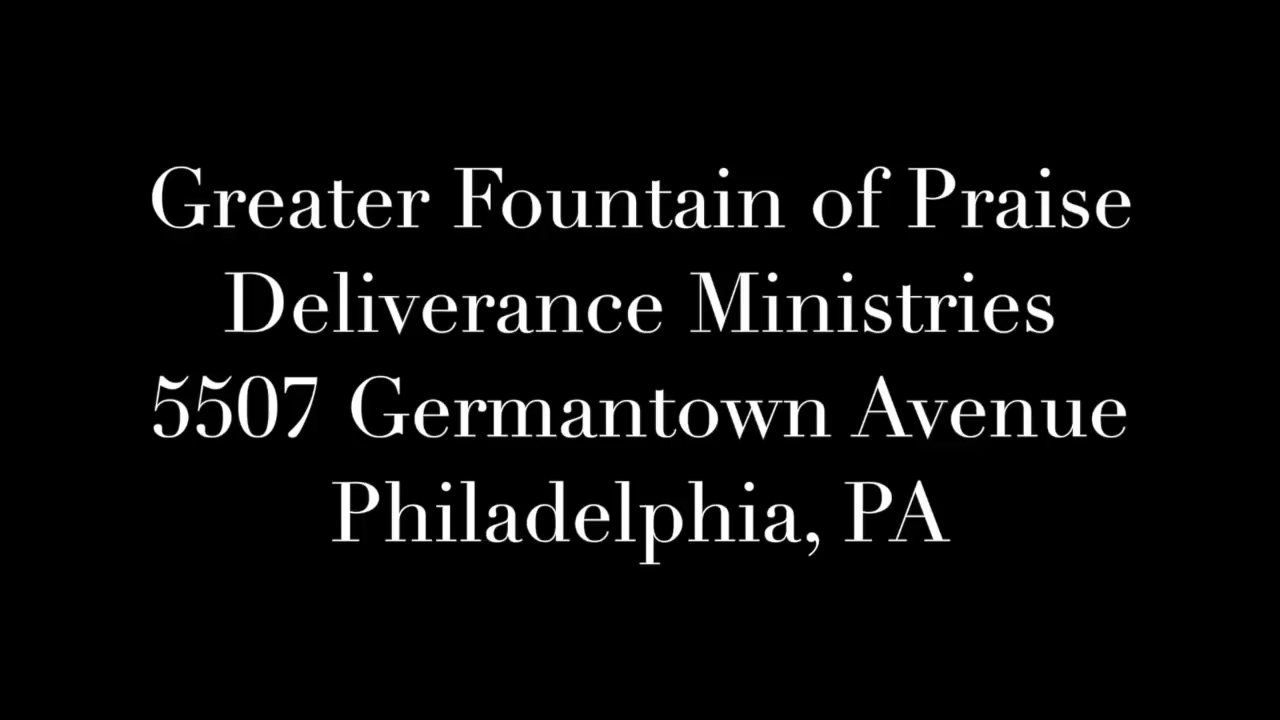 Greater Fountain of Praise
Deliverance Ministries
5507 Germantown Avenue
Philadelphia, PA